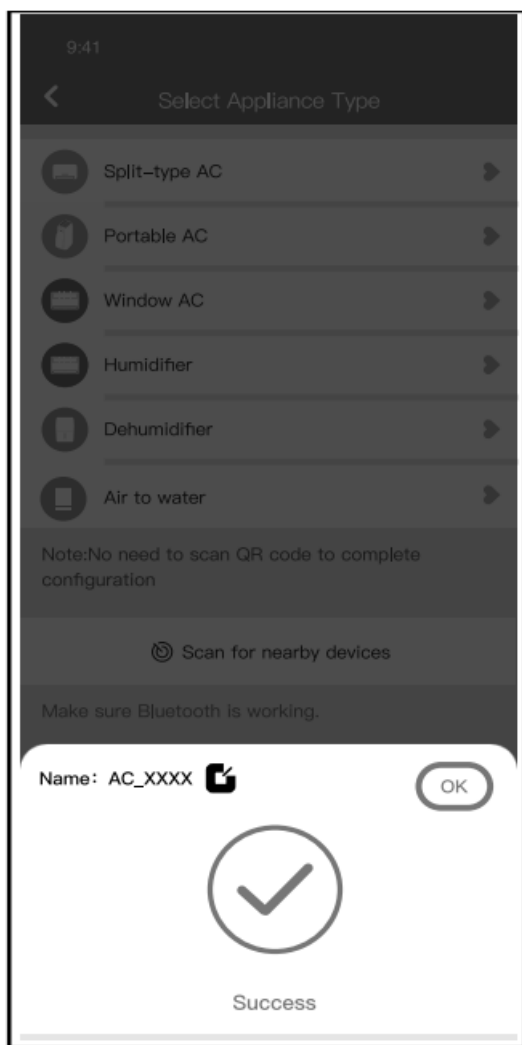 9:41
Select Appliance Type
Split-type AC
Portable AC
Window AC
Humidifier
Dehumidifier
Air to water
Note:No need to scan QR code to complete
configuration
Scan for nearby devices
Make sure Bluetooth is working.
Name: AC_XXXX
OK
Success